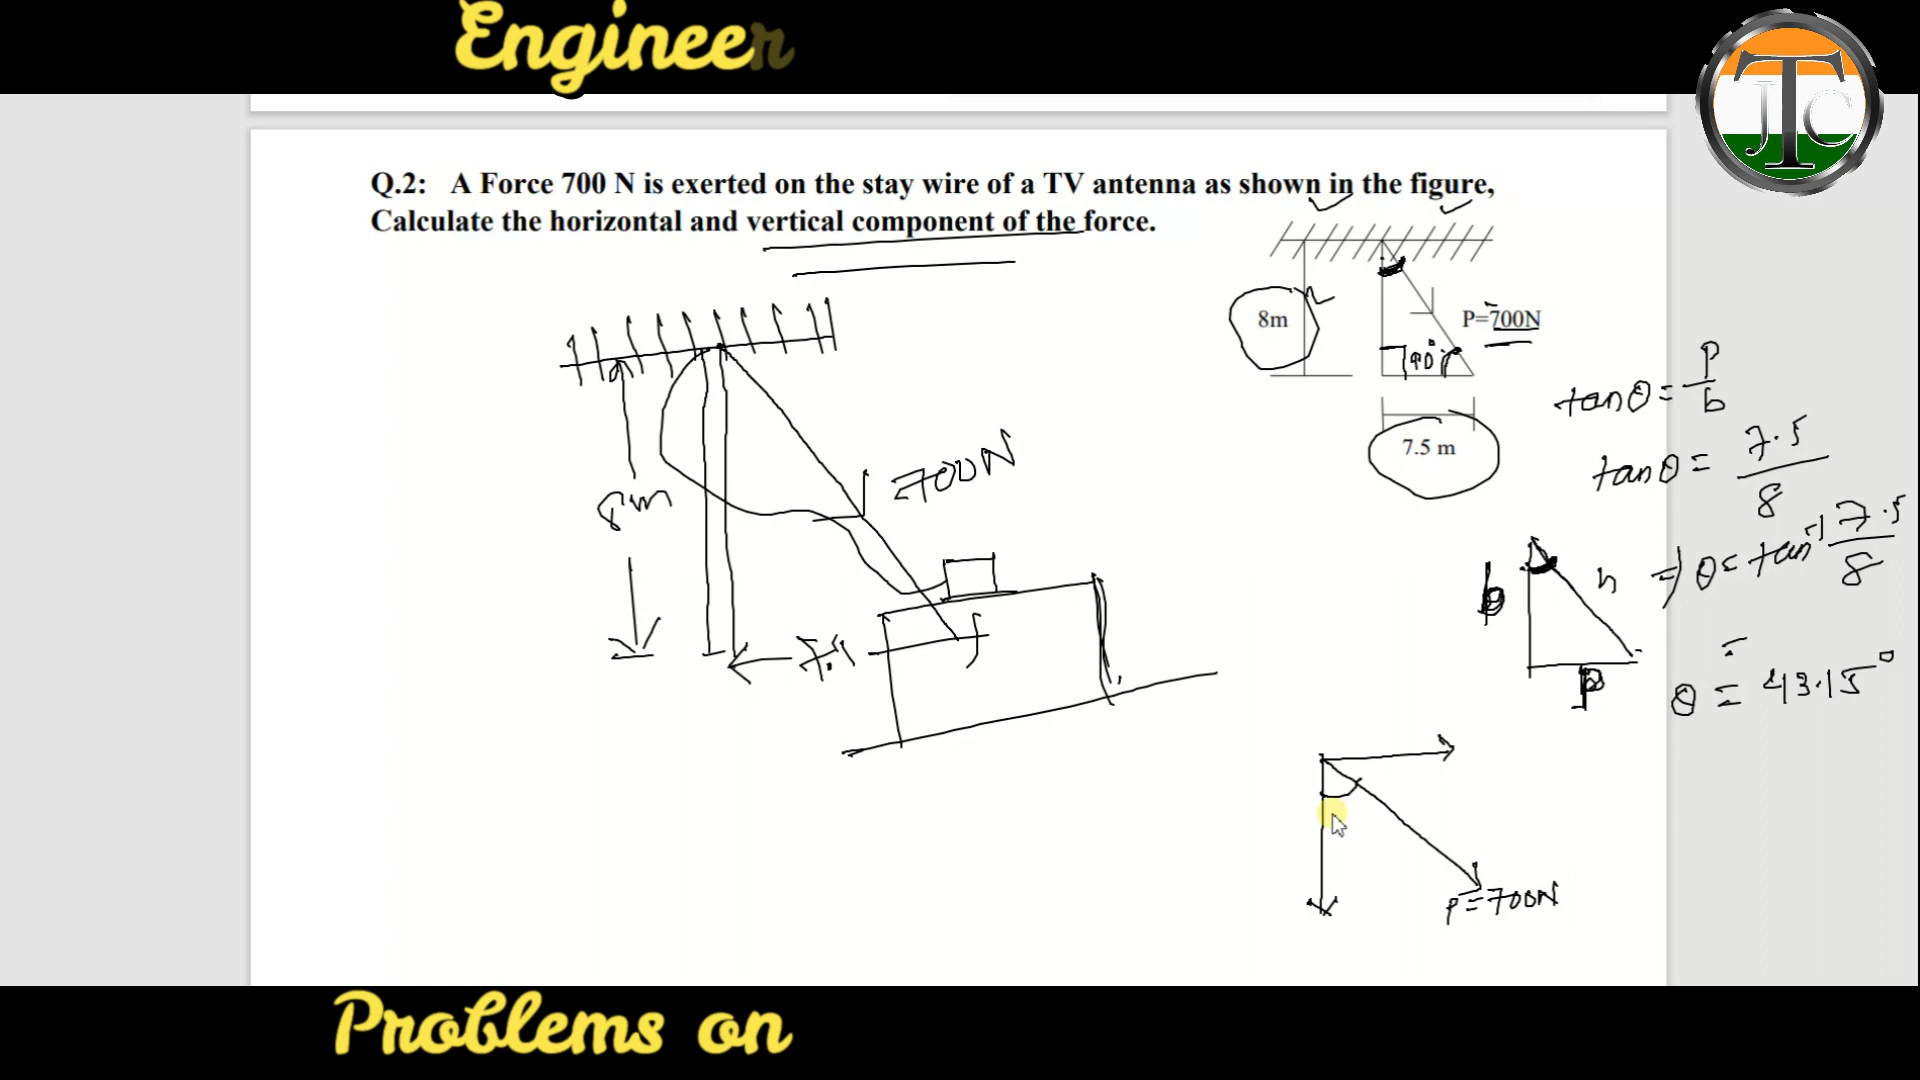 Engineer
JTC
Q.2: A Force 700 N is exerted on the stay wire of a TV antenna as shown in the figure,
Calculate the horizontal and vertical component of the force.
8m
P=700N
90°
7.5 m
tanθ = P/b
tanθ = 7.5/8
⇒ θ = tan⁻¹ 7.5/8
=
θ = 43.15°
700N
8m
b
h
p
P=700N
Problems on